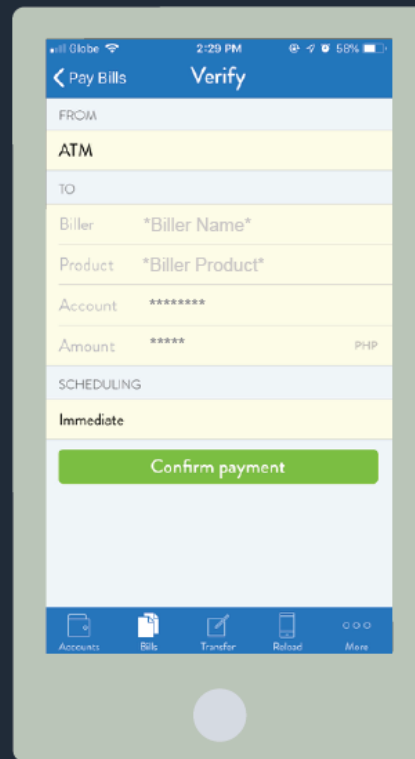 Globe 2:29 PM 58%
Pay Bills Verify
FROM
ATM
TO
Biller *Biller Name*
Product *Biller Product*
Account ********
Amount ***** PHP
SCHEDULING
Immediate
Confirm payment
Accounts Bills Transfer Reload More